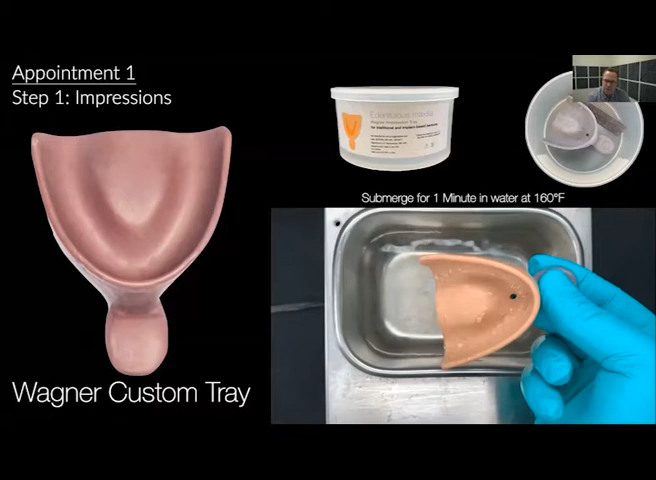 Appointment 1
Step 1: Impressions
Edentulous maxilla
Wagner Impression Tray
Submerge for 1 Minute in water at 160°F
Wagner Custom Tray